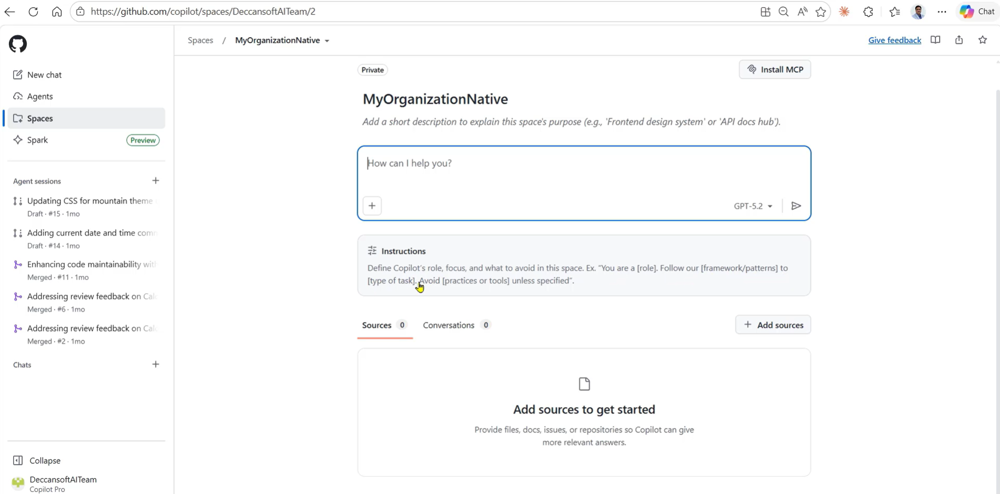 https://github.com/copilot/spaces/DeccansoftAITeam/2
Chat
Spaces / MyOrganizationNative
Give feedback
New chat
Agents
Spaces
Spark Preview
Agent sessions
Updating CSS for mountain theme
Draft · #15 · 1mo
Adding current date and time com
Draft · #14 · 1mo
Enhancing code maintainability with
Merged · #11 · 1mo
Addressing review feedback on Calc
Merged · #6 · 1mo
Addressing review feedback on Calc
Merged · #2 · 1mo
Chats
Collapse
DeccansoftAITeam
Copilot Pro
Private
Install MCP
MyOrganizationNative
Add a short description to explain this space's purpose (e.g., 'Frontend design system' or 'API docs hub').
How can I help you?
GPT-5.2
Instructions
Define Copilot's role, focus, and what to avoid in this space. Ex. "You are a [role]. Follow our [framework/patterns] to
[type of task]. Avoid [practices or tools] unless specified".
Sources 0 Conversations 0
Add sources
Add sources to get started
Provide files, docs, issues, or repositories so Copilot can give
more relevant answers.